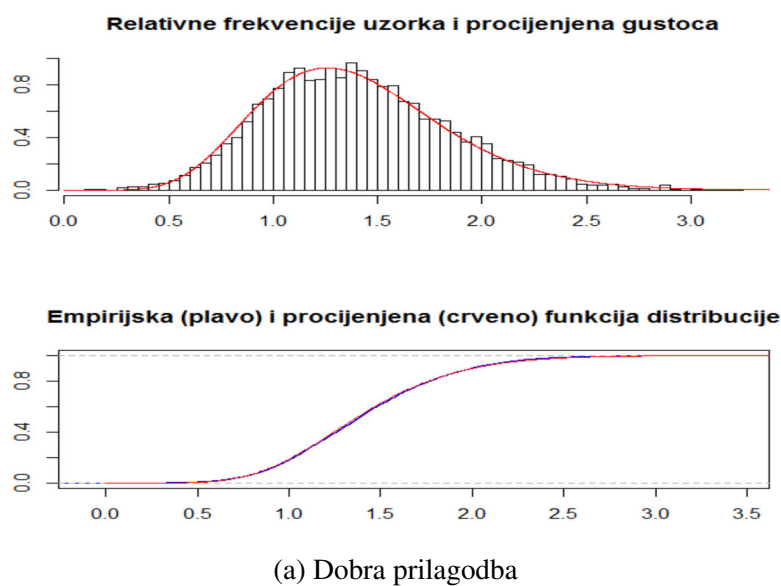 Relativne frekvencije uzorka i procijenjena gustoca
0.8
0.4
0.0
0.0 0.5 1.0 1.5 2.0 2.5 3.0
Empirijska (plavo) i procijenjena (crveno) funkcija distribucije
0.8
0.4
0.0
0.0 0.5 1.0 1.5 2.0 2.5 3.0 3.5
(a) Dobra prilagodba